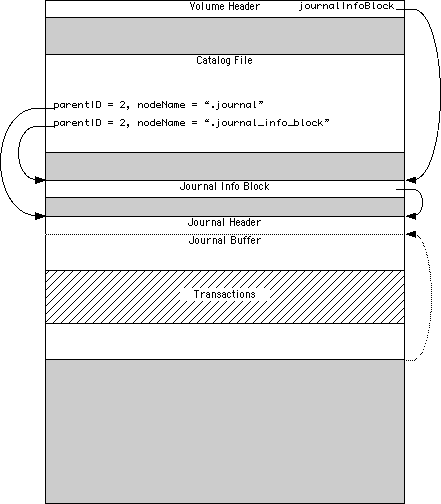 Volume Header journalInfoBlock
Catalog File
parentID = 2, nodeName = “.journal”
parentID = 2, nodeName = “.journal_info_block”
Journal Info Block
Journal Header
Journal Buffer
Transactions